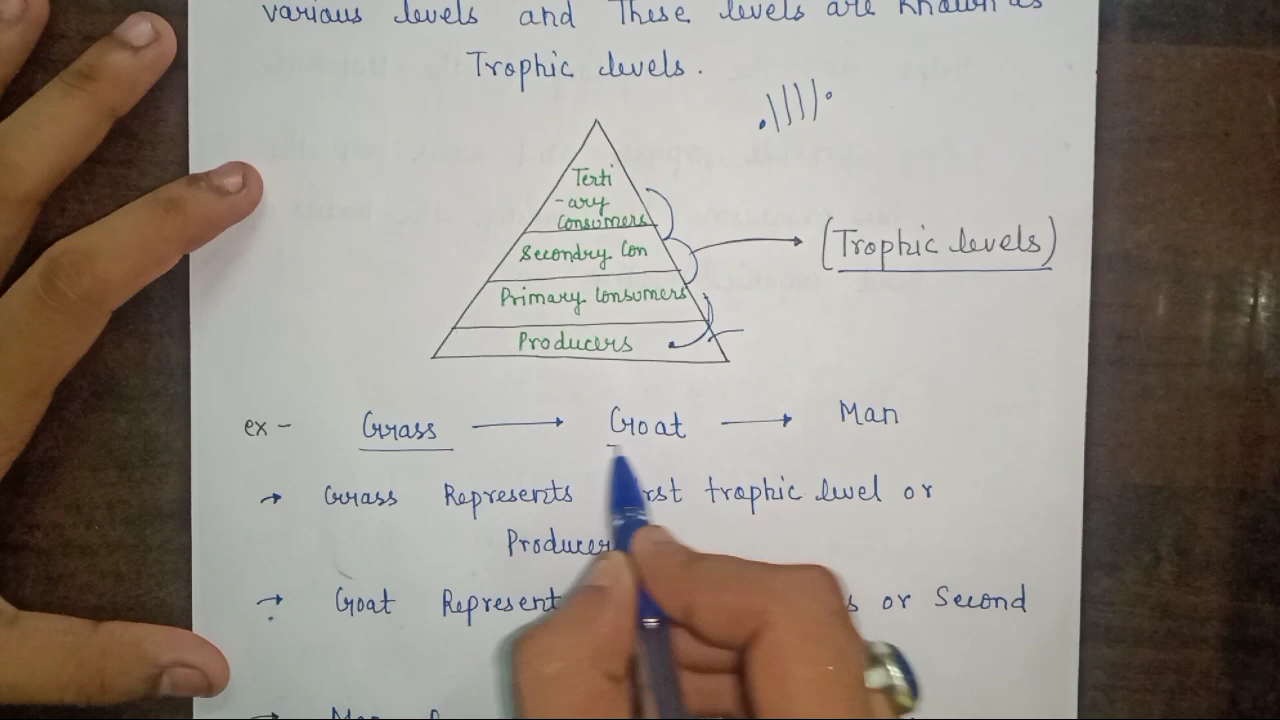 various levels and These levels are known as
Trophic levels.
Terti
-ary
Consumers
Secondry Con
Primary Consumers
Producers
(Trophic levels)
ex - Grass → Goat → Man
→ Grass Represents trophic level or
Producer
→ Goat Represent or Second